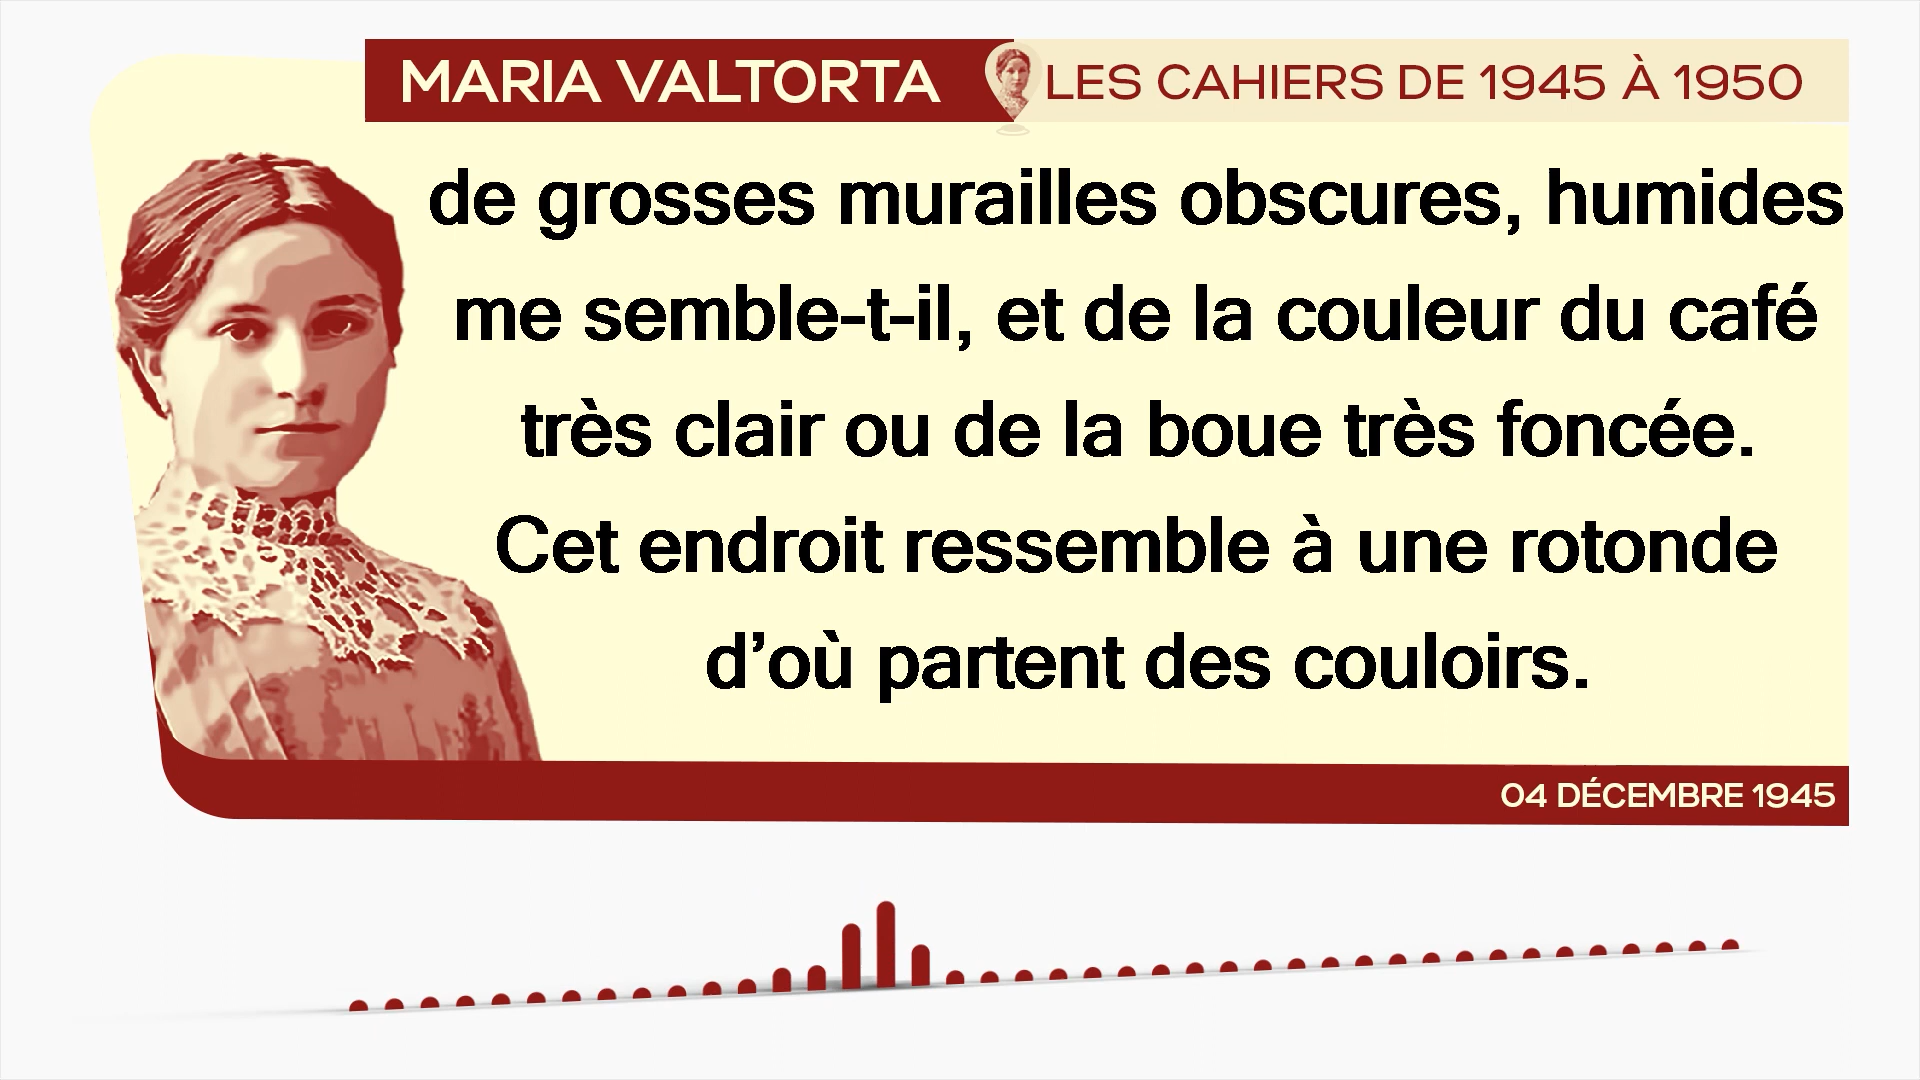 MARIA VALTORTA
LES CAHIERS DE 1945 À 1950
de grosses murailles obscures, humides
me semble-t-il, et de la couleur du café
très clair ou de la boue très foncée.
Cet endroit ressemble à une rotonde
d’où partent des couloirs.
04 DÉCEMBRE 1945